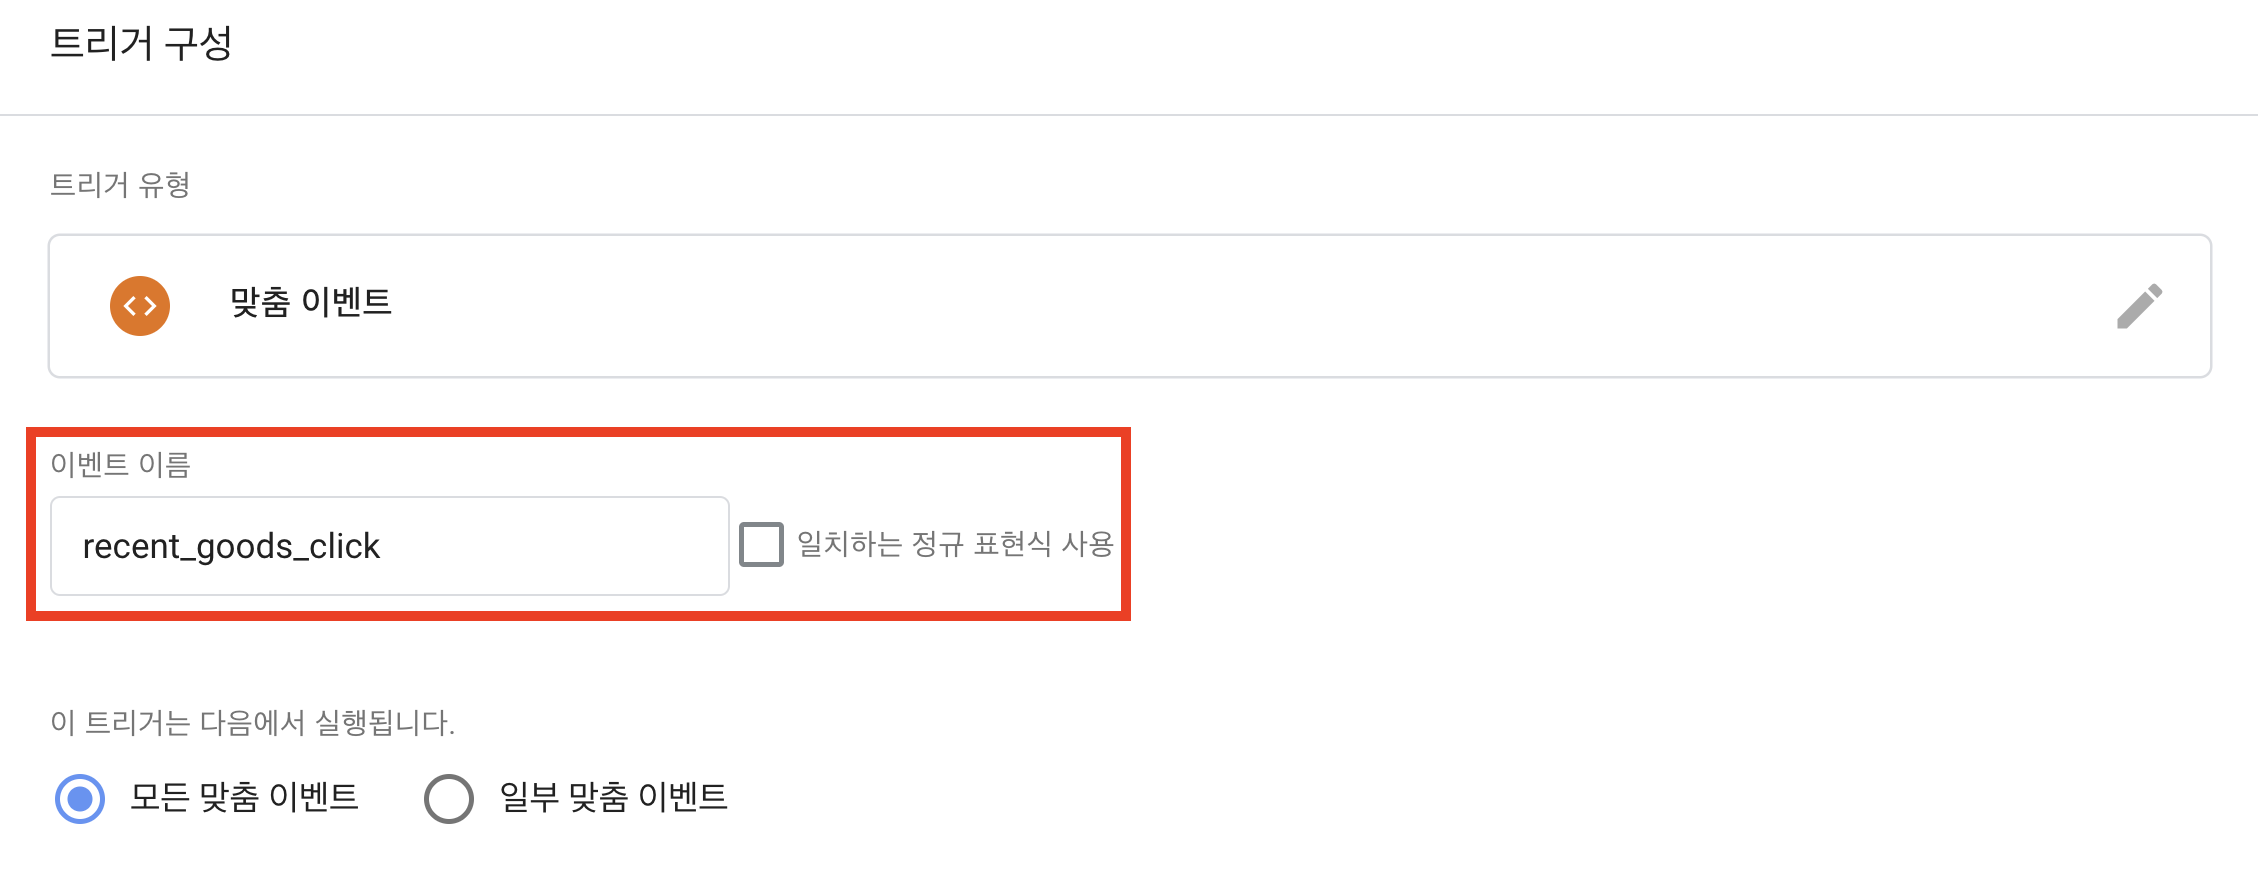 트리거 구성
트리거 유형
맞춤 이벤트
이벤트 이름
recent_goods_click
일치하는 정규 표현식 사용
이 트리거는 다음에서 실행됩니다.
모든 맞춤 이벤트 일부 맞춤 이벤트